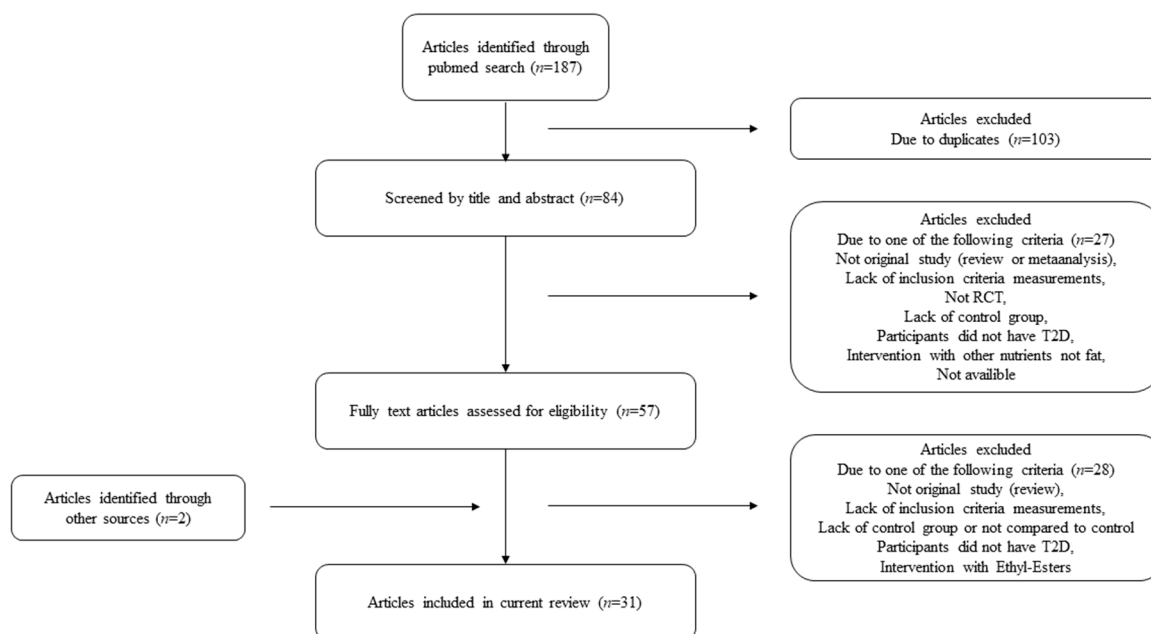 Articles identified through
pubmed search (n=187)
Articles excluded
Due to duplicates (n=103)
Screened by title and abstract (n=84)
Articles excluded
Due to one of the following criteria (n=27)
Not original study (review or metaanalysis),
Lack of inclusion criteria measurements,
Not RCT,
Lack of control group,
Participants did not have T2D,
Intervention with other nutrients not fat,
Not availible
Fully text articles assessed for eligibility (n=57)
Articles excluded
Due to one of the following criteria (n=28)
Not original study (review),
Lack of inclusion criteria measurements,
Lack of control group or not compared to control
Participants did not have T2D,
Intervention with Ethyl-Esters
Articles identified through
other sources (n=2)
Articles included in current review (n=31)